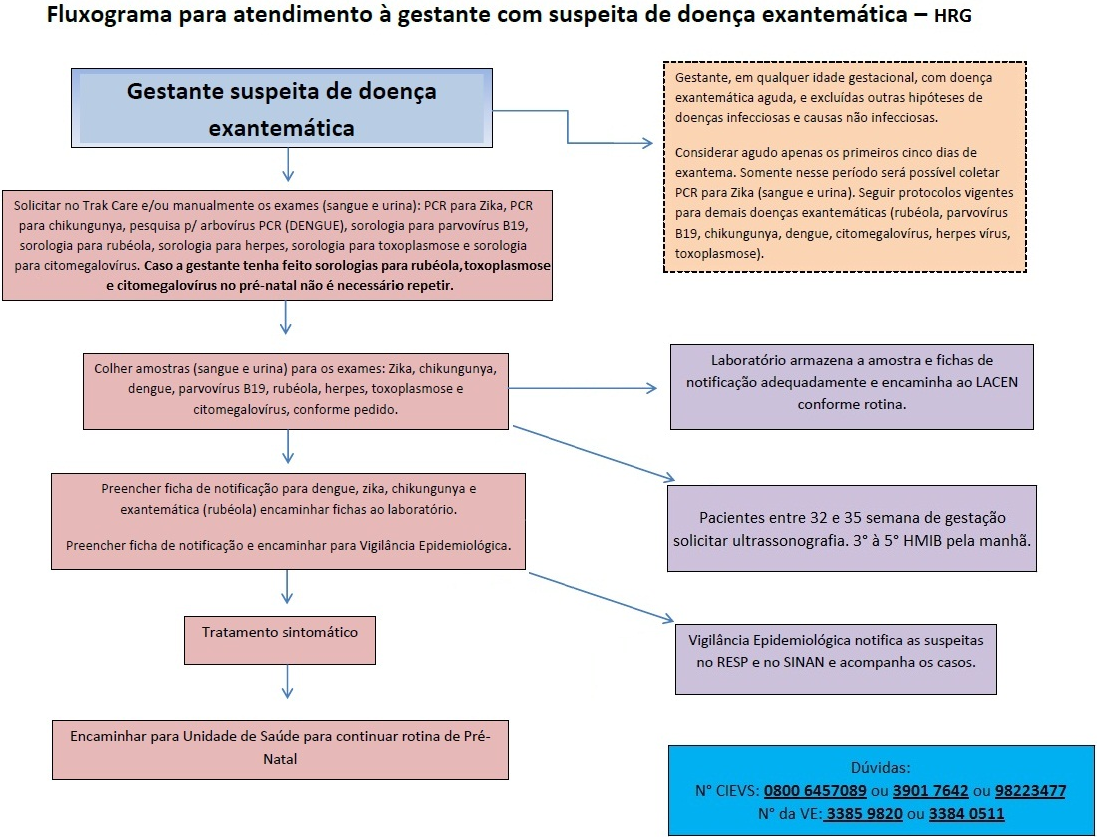 Fluxograma para atendimento à gestante com suspeita de doença exantemática – HRG
Gestante suspeita de doença
exantemática
Gestante, em qualquer idade gestacional, com doença
exantemática aguda, e excluídas outras hipóteses de
doenças infecciosas e causas não infecciosas.
Considerar agudo apenas os primeiros cinco dias de
exantema. Somente nesse período será possível coletar
PCR para Zika (sangue e urina). Seguir protocolos vigentes
para demais doenças exantemáticas (rubéola, parvovírus
B19, chikungunya, dengue, citomegalovírus, herpes vírus,
toxoplasmose).
Solicitar no Trak Care e/ou manualmente os exames (sangue e urina): PCR para Zika, PCR
para chikungunya, pesquisa p/ arbovírus PCR (DENGUE), sorologia para parvovírus B19,
sorologia para rubéola, sorologia para herpes, sorologia para toxoplasmose e sorologia
para citomegalovírus. Caso a gestante tenha feito sorologias para rubéola,toxoplasmose
e citomegalovírus no pré-natal não é necessário repetir.
Colher amostras (sangue e urina) para os exames: Zika, chikungunya,
dengue, parvovírus B19, rubéola, herpes, toxoplasmose e
citomegalovírus, conforme pedido.
Laboratório armazena a amostra e fichas de
notificação adequadamente e encaminha ao LACEN
conforme rotina.
Preencher ficha de notificação para dengue, zika, chikungunya e
exantemática (rubéola) encaminhar fichas ao laboratório.
Preencher ficha de notificação e encaminhar para Vigilância Epidemiológica.
Pacientes entre 32 e 35 semana de gestação
solicitar ultrassonografia. 3° à 5° HMIB pela manhã.
Tratamento sintomático
Vigilância Epidemiológica notifica as suspeitas
no RESP e no SINAN e acompanha os casos.
Encaminhar para Unidade de Saúde para continuar rotina de Pré-
Natal
Dúvidas:
N° CIEVS: 0800 6457089 ou 3901 7642 ou 98223477
N° da VE: 3385 9820 ou 3384 0511